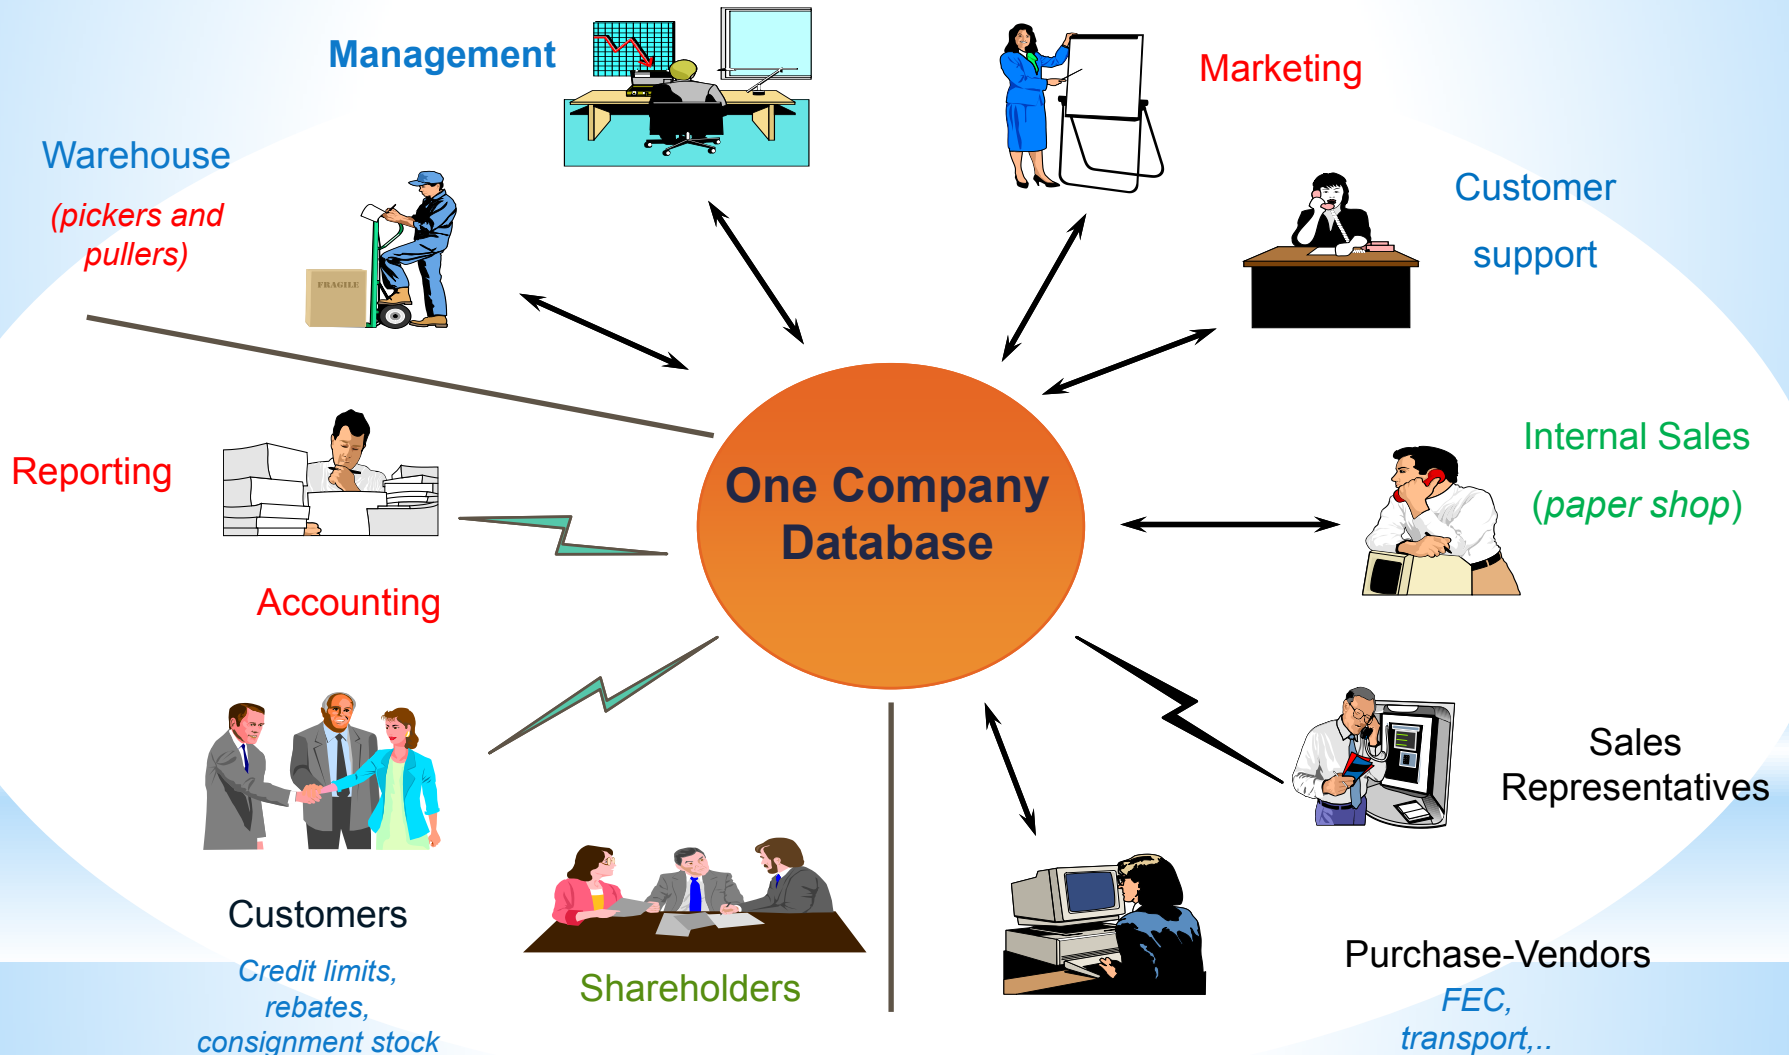 Management
Marketing
Warehouse
(pickers and
pullers)
FRAGILE
Customer
support
Reporting
One Company
Database
Internal Sales
(paper shop)
Accounting
Sales
Representatives
Customers
Credit limits,
rebates,
consignment stock
Shareholders
Purchase-Vendors
FEC,
transport,..